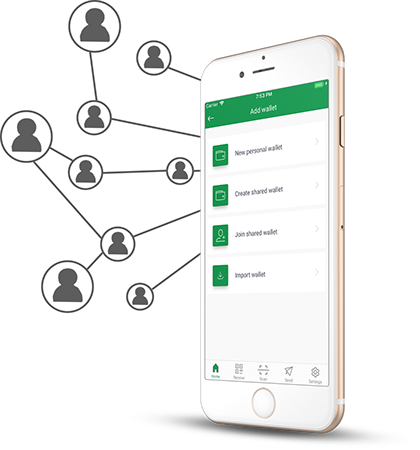 Carrier
7:53 PM
Add wallet
New personal wallet
Create shared wallet
Join shared wallet
Import wallet
Home
Receive
Scan
Send
Settings